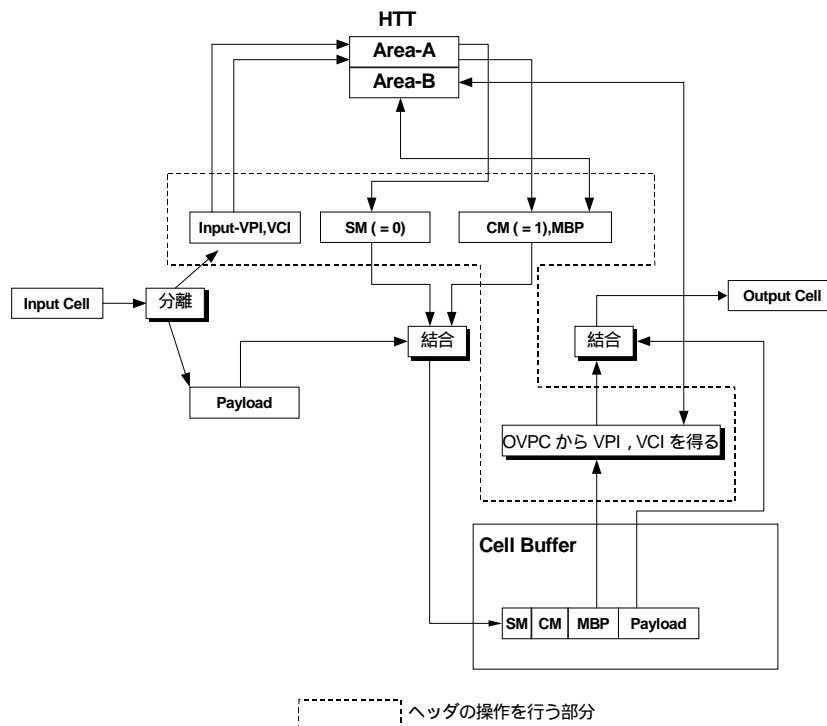 HTT
Area-A
Area-B
Input-VPI,VCI
SM ( = 0)
CM ( = 1),MBP
Input Cell
分離
Output Cell
結合
結合
Payload
OVPC から VPI , VCI を得る
Cell Buffer
SM CM MBP Payload
ヘッダの操作を行う部分